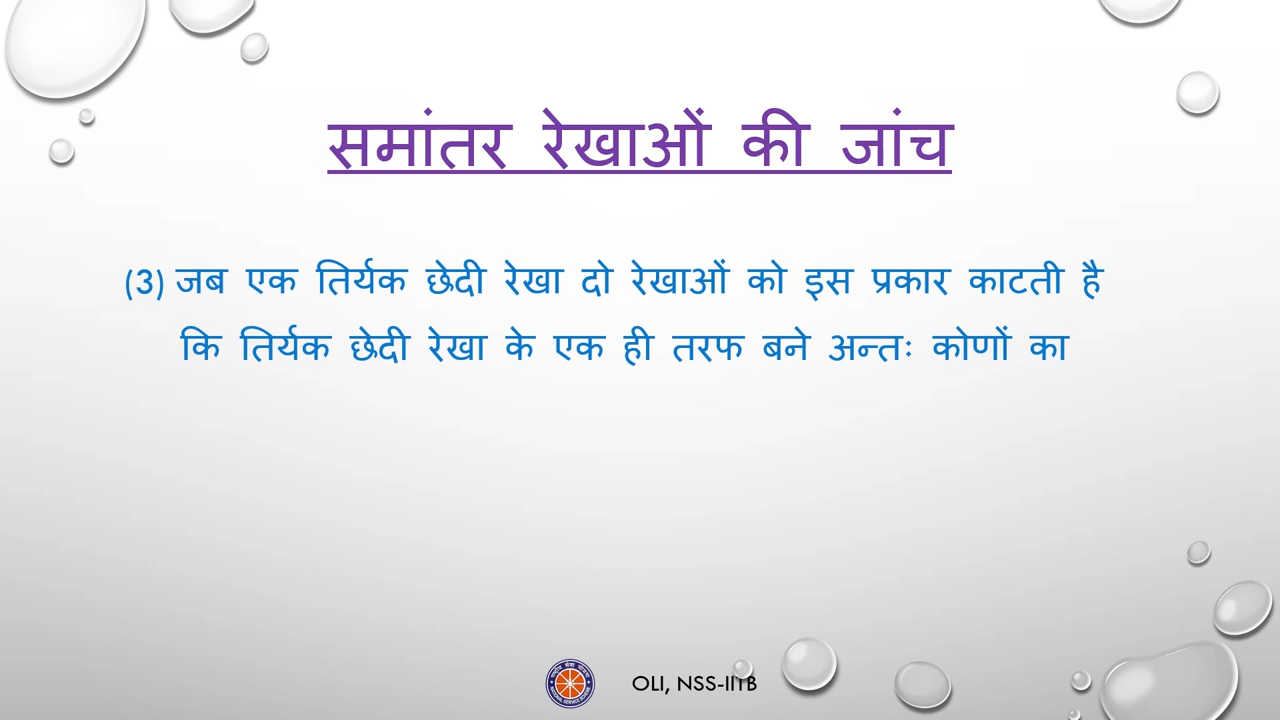 समांतर रेखाओं की जांच
(3) जब एक तिर्यक छेदी रेखा दो रेखाओं को इस प्रकार काटती है
कि तिर्यक छेदी रेखा के एक ही तरफ बने अन्तः कोणों का
OLI, NSS-IITB